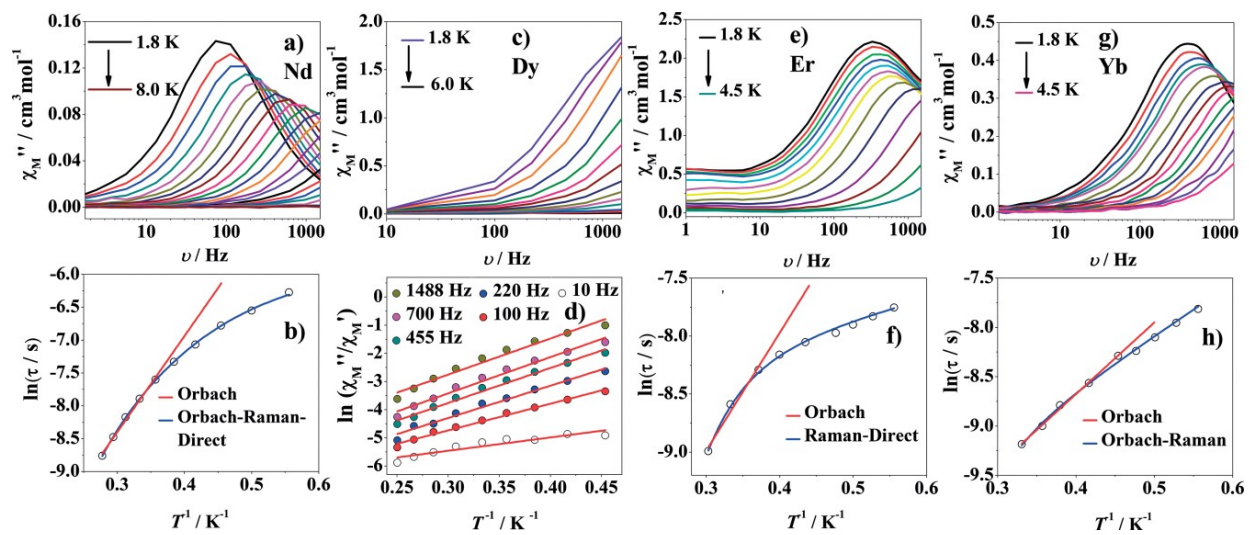 a)
Nd
1.8 K
8.0 K
χM'' / cm3 mol-1
0.16
0.12
0.08
0.04
0.00
10 100 1000
υ / Hz
c)
Dy
1.8 K
6.0 K
χM'' / cm3 mol-1
2.0
1.5
1.0
0.5
0.0
10 100 1000
υ / Hz
e)
Er
1.8 K
4.5 K
χM'' / cm3 mol-1
2.5
2.0
1.5
1.0
0.5
0.0
1 10 100 1000
υ / Hz
g)
Yb
1.8 K
4.5 K
χM'' / cm3 mol-1
0.5
0.4
0.3
0.2
0.1
0.0
10 100 1000
υ / Hz
b)
ln(τ / s)
-6.0
-6.5
-7.0
-7.5
-8.0
-8.5
-9.0
Orbach
Orbach-Raman-
Direct
0.3 0.4 0.5 0.6
T-1 / K-1
d)
ln (χM''/χM')
0
-1
-2
-3
-4
-5
-6
1488 Hz 220 Hz 10 Hz
700 Hz 100 Hz
455 Hz
0.25 0.30 0.35 0.40 0.45
T-1 / K-1
f)
ln(τ / s)
-7.5
-8.0
-8.5
-9.0
Orbach
Raman-Direct
0.3 0.4 0.5 0.6
T-1 / K-1
h)
ln(τ / s)
-7.5
-8.0
-8.5
-9.0
-9.5
Orbach
Orbach-Raman
0.3 0.4 0.5 0.6
T-1 / K-1